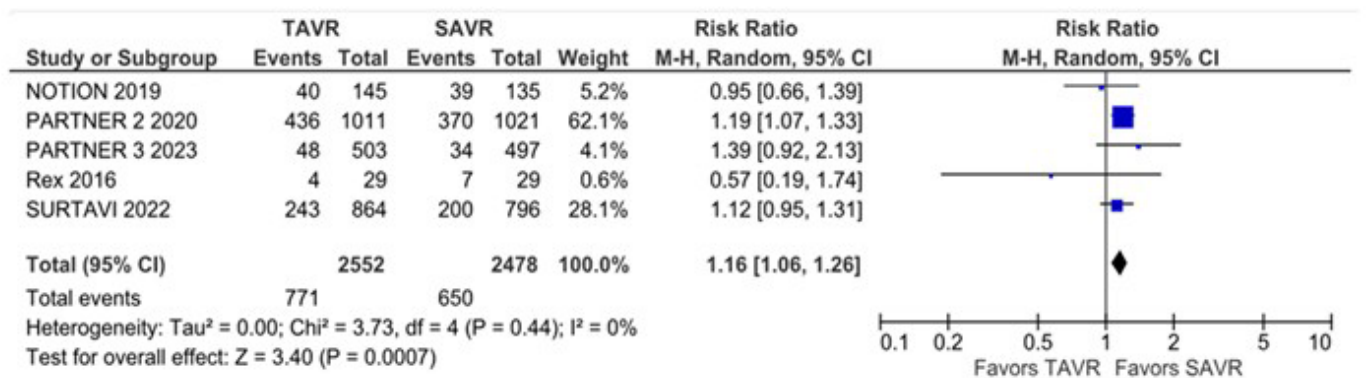 TAVR SAVR Risk Ratio Risk Ratio
Study or Subgroup Events Total Events Total Weight M-H, Random, 95% CI M-H, Random, 95% CI
NOTION 2019 40 145 39 135 5.2% 0.95 [0.66, 1.39]
PARTNER 2 2020 436 1011 370 1021 62.1% 1.19 [1.07, 1.33]
PARTNER 3 2023 48 503 34 497 4.1% 1.39 [0.92, 2.13]
Rex 2016 4 29 7 29 0.6% 0.57 [0.19, 1.74]
SURTAVI 2022 243 864 200 796 28.1% 1.12 [0.95, 1.31]
Total (95% CI) 2552 2478 100.0% 1.16 [1.06, 1.26]
Total events 771 650
Heterogeneity: Tau² = 0.00; Chi² = 3.73, df = 4 (P = 0.44); I² = 0%
Test for overall effect: Z = 3.40 (P = 0.0007)
0.1 0.2 0.5 1 2 5 10
Favors TAVR Favors SAVR